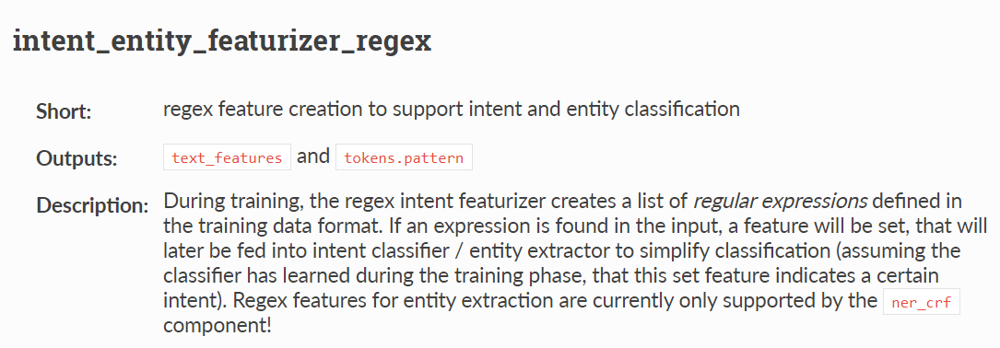 intent_entity_featurizer_regex
Short: regex feature creation to support intent and entity classification
Outputs: text_features and tokens.pattern
Description: During training, the regex intent featurizer creates a list of regular expressions defined in
the training data format. If an expression is found in the input, a feature will be set, that will
later be fed into intent classifier / entity extractor to simplify classification (assuming the
classifier has learned during the training phase, that this set feature indicates a certain
intent). Regex features for entity extraction are currently only supported by the ner_crf
component!